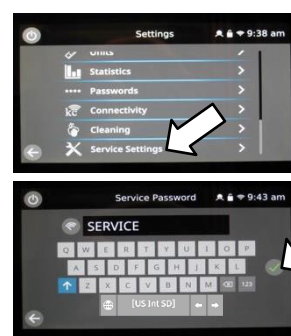 Settings 9:38 am
Units
Statistics
Passwords
KC Connectivity
Cleaning
Service Settings
Service Password 9:43 am
SERVICE
Q W E R T Y U I O P
A S D F G H J K L
Z X C V B N M 123
[US Int SD]